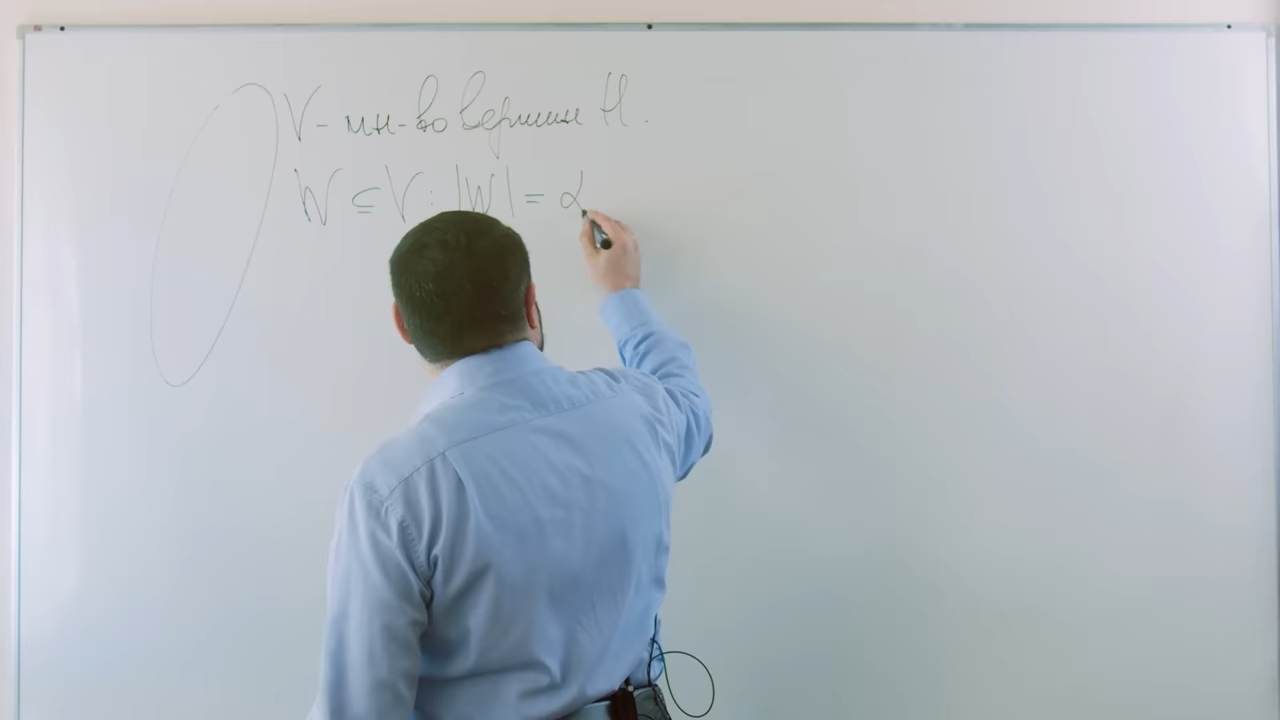 V - мн-во вершин H.
W ⊆ V : |W| = α